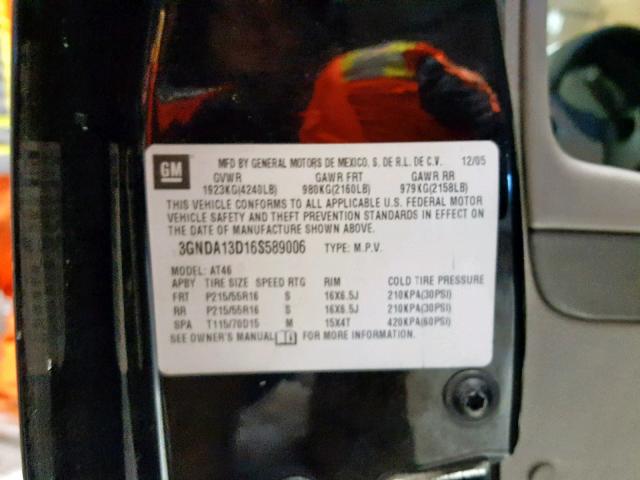 GM
MFD BY GENERAL MOTORS DE MEXICO, S. DE R.L. DE C.V. 12/05
GVWR GAWR FRT GAWR RR
1923KG(4240LB) 980KG(2160LB) 979KG(2158LB)
THIS VEHICLE CONFORMS TO ALL APPLICABLE U.S. FEDERAL MOTOR
VEHICLE SAFETY AND THEFT PREVENTION STANDARDS IN EFFECT ON
THE DATE OF MANUFACTURE SHOWN ABOVE.
3GNDA13D16S589006 TYPE: M.P.V.
MODEL: AT46
APBY TIRE SIZE SPEED RTG RIM COLD TIRE PRESSURE
FRT P215/55R16 S 16X6.5J 210KPA(30PSI)
RR P215/55R16 S 16X6.5J 210KPA(30PSI)
SPA T115/70D15 M 15X4T 420KPA(60PSI)
SEE OWNER'S MANUAL FOR MORE INFORMATION.